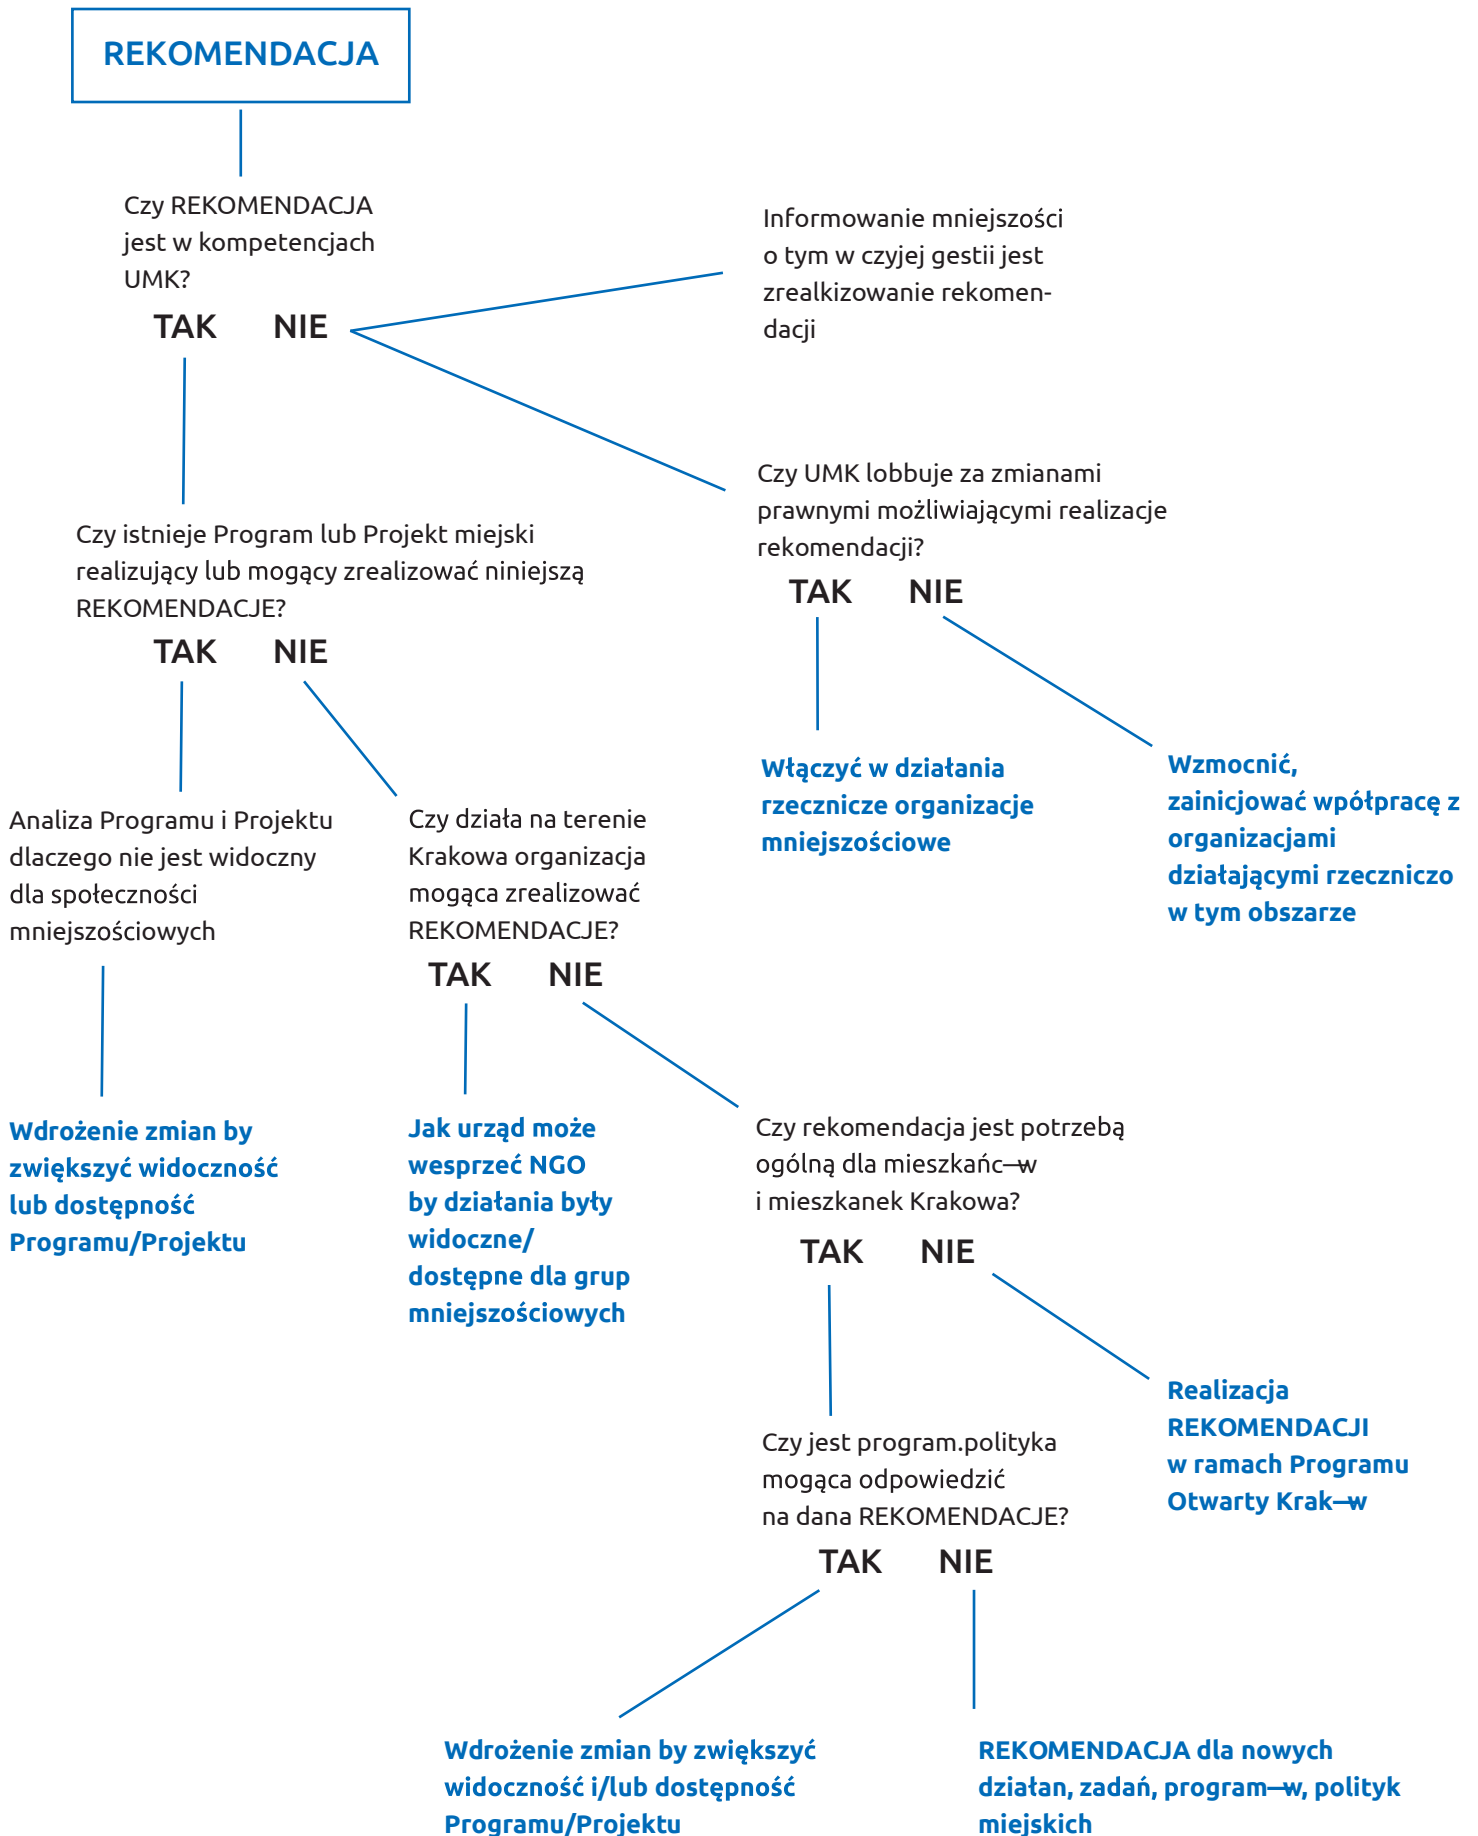 REKOMENDACJA
Czy REKOMENDACJA
jest w kompetencjach
UMK?
TAK NIE
Informowanie mniejszości
o tym w czyjej gestii jest
zrealkizowanie rekomen-
dacji
Czy UMK lobbuje za zmianami
prawnymi możliwiającymi realizacje
rekomendacji?
TAK NIE
Włączyć w działania
rzecznicze organizacje
mniejszościowe
Wzmocnić,
zainicjować wpółpracę z
organizacjami
działającymi rzeczniczo
w tym obszarze
Czy istnieje Program lub Projekt miejski
realizujący lub mogący zrealizować niniejszą
REKOMENDACJE?
TAK NIE
Analiza Programu i Projektu
dlaczego nie jest widoczny
dla społeczności
mniejszościowych
Wdrożenie zmian by
zwiększyć widoczność
lub dostępność
Programu/Projektu
Czy działa na terenie
Krakowa organizacja
mogąca zrealizować
REKOMENDACJE?
TAK NIE
Jak urząd może
wesprzeć NGO
by działania były
widoczne/
dostępne dla grup
mniejszościowych
Czy rekomendacja jest potrzebą
ogólną dla mieszkańc—w
i mieszkanek Krakowa?
TAK NIE
Realizacja
REKOMENDACJI
w ramach Programu
Otwarty Krak—w
Czy jest program.polityka
mogąca odpowiedzić
na dana REKOMENDACJE?
TAK NIE
Wdrożenie zmian by zwiększyć
widoczność i/lub dostępność
Programu/Projektu
REKOMENDACJA dla nowych
działan, zadań, program—w, polityk
miejskich